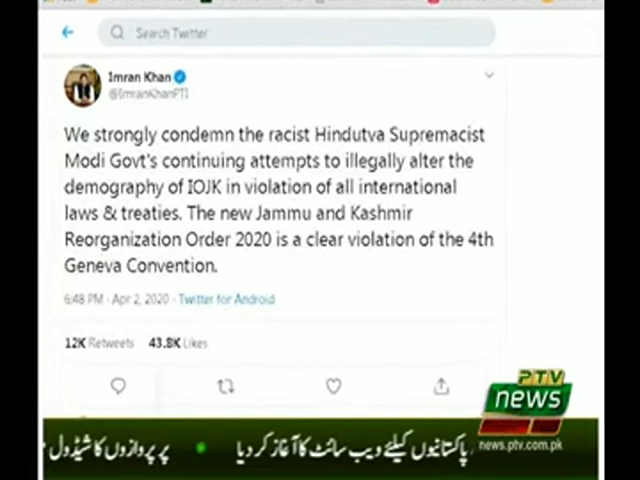 Search Twitter
Imran Khan
@ImranKhanPTI
We strongly condemn the racist Hindutva Supremacist
Modi Govt's continuing attempts to illegally alter the
demography of IOJK in violation of all international
laws & treaties. The new Jammu and Kashmir
Reorganization Order 2020 is a clear violation of the 4th
Geneva Convention.
6:48 PM · Apr 2, 2020 · Twitter for Android
12K Retweets 43.8K Likes
PTV
news
news.ptv.com.pk
پاکستانیوں کیلئے ویب سائٹ کا آغاز کر دیا • پر پروازوں کا شیڈول